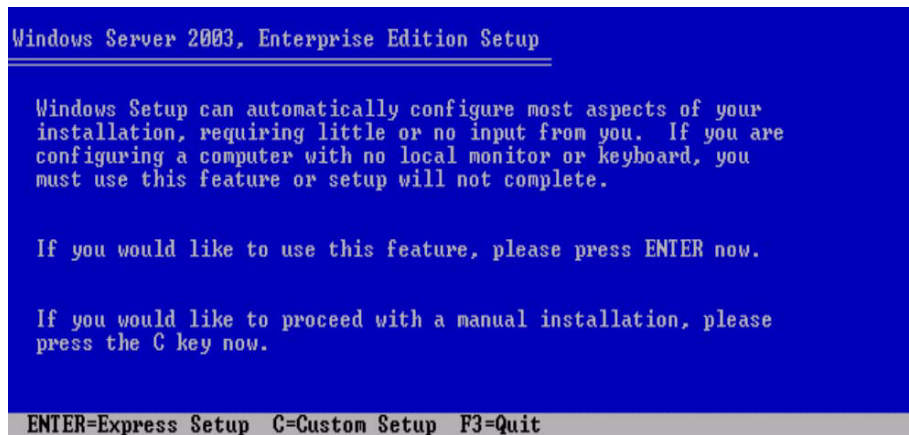 Windows Server 2003, Enterprise Edition Setup
Windows Setup can automatically configure most aspects of your
installation, requiring little or no input from you.  If you are
configuring a computer with no local monitor or keyboard, you
must use this feature or setup will not complete.
If you would like to use this feature, please press ENTER now.
If you would like to proceed with a manual installation, please
press the C key now.
ENTER=Express Setup  C=Custom Setup  F3=Quit